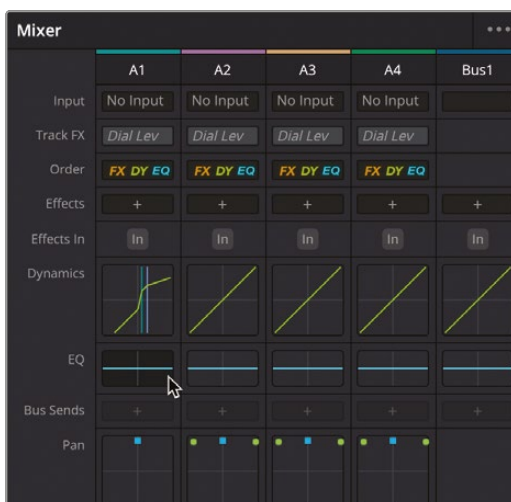 Mixer
A1 A2 A3 A4 Bus1
Input No Input No Input No Input No Input
Track FX Dial Lev Dial Lev Dial Lev Dial Lev
Order FX DY EQ FX DY EQ FX DY EQ FX DY EQ
Effects + + + + +
Effects In In In In In In
Dynamics
EQ
Bus Sends + + + + +
Pan